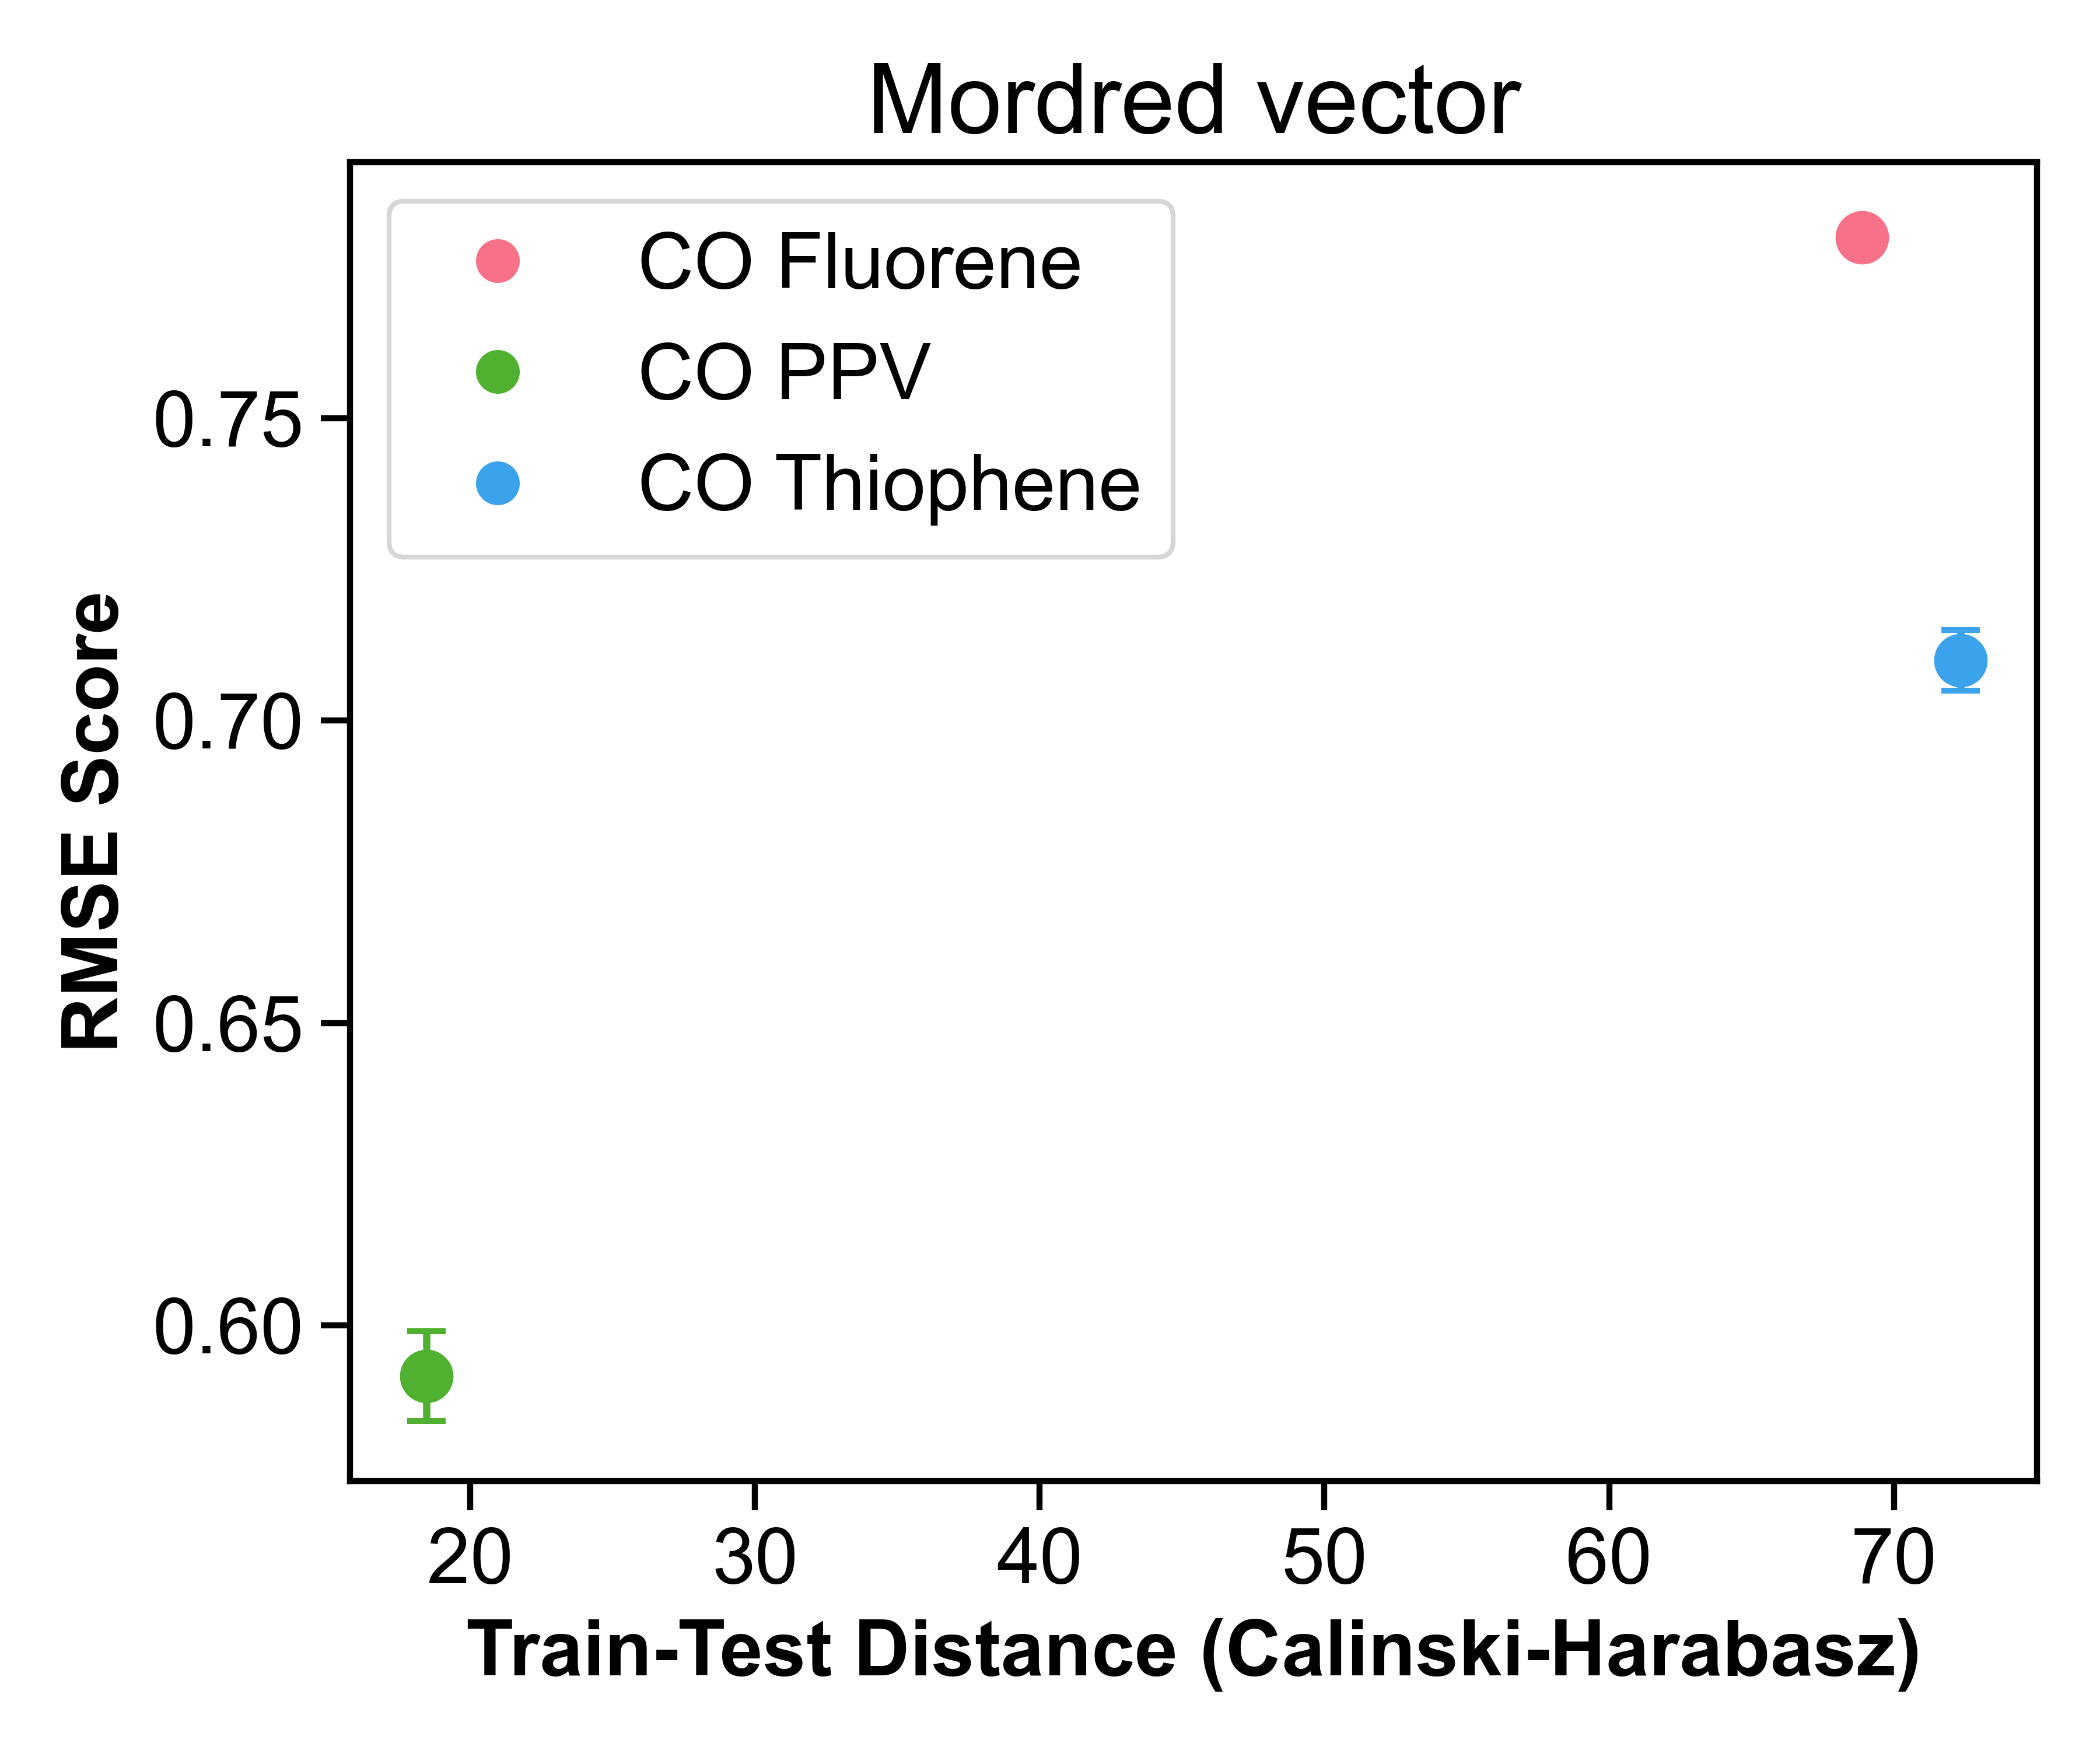 Mordred vector
CO Fluorene
CO PPV
CO Thiophene
RMSE Score
0.75
0.70
0.65
0.60
20 30 40 50 60 70
Train-Test Distance (Calinski-Harabasz)